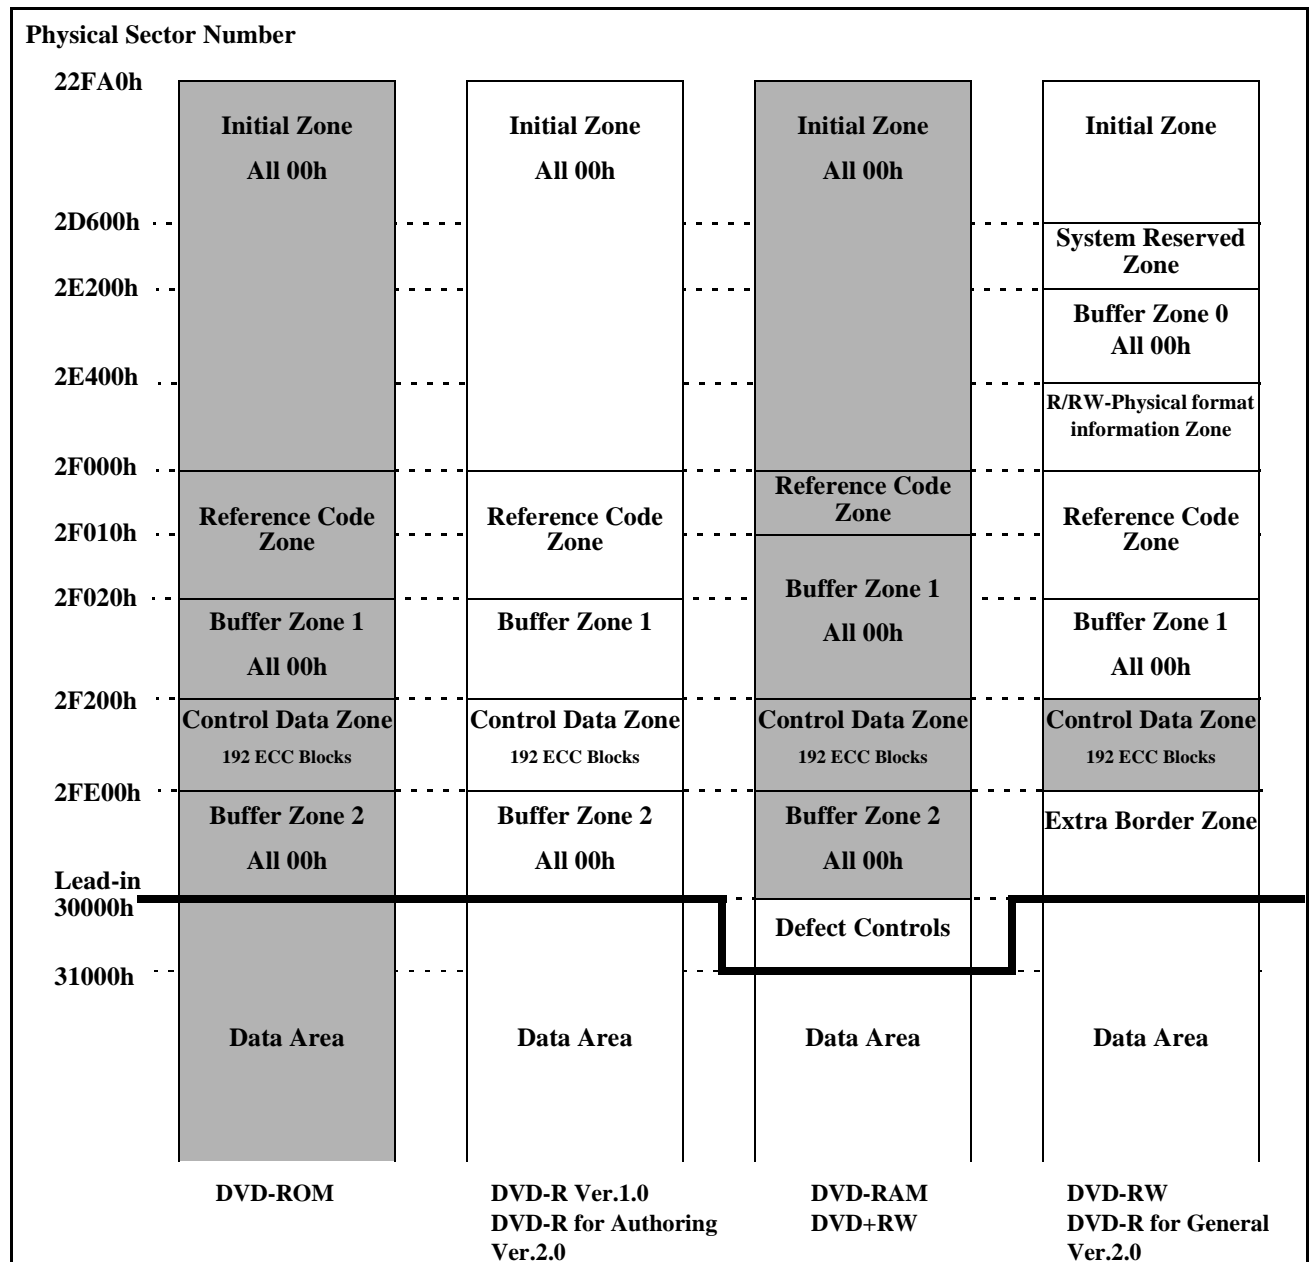 Physical Sector Number
22FA0h
Initial Zone Initial Zone Initial Zone Initial Zone
All 00h All 00h All 00h
2D600h
System Reserved
Zone
2E200h
Buffer Zone 0
All 00h
2E400h
R/RW-Physical format
information Zone
2F000h
Reference Code
Zone
Reference Code
Zone
Reference Code
Zone
Reference Code
Zone
2F010h
Buffer Zone 1
All 00h
2F020h
Buffer Zone 1 Buffer Zone 1 Buffer Zone 1
All 00h All 00h
2F200h
Control Data Zone Control Data Zone Control Data Zone Control Data Zone
192 ECC Blocks 192 ECC Blocks 192 ECC Blocks 192 ECC Blocks
2FE00h
Buffer Zone 2 Buffer Zone 2 Buffer Zone 2 Extra Border Zone
All 00h All 00h All 00h
Lead-in
30000h
Defect Controls
31000h
Data Area Data Area Data Area Data Area
DVD-ROM
DVD-R Ver.1.0
DVD-R for Authoring
Ver.2.0
DVD-RAM
DVD+RW
DVD-RW
DVD-R for General
Ver.2.0